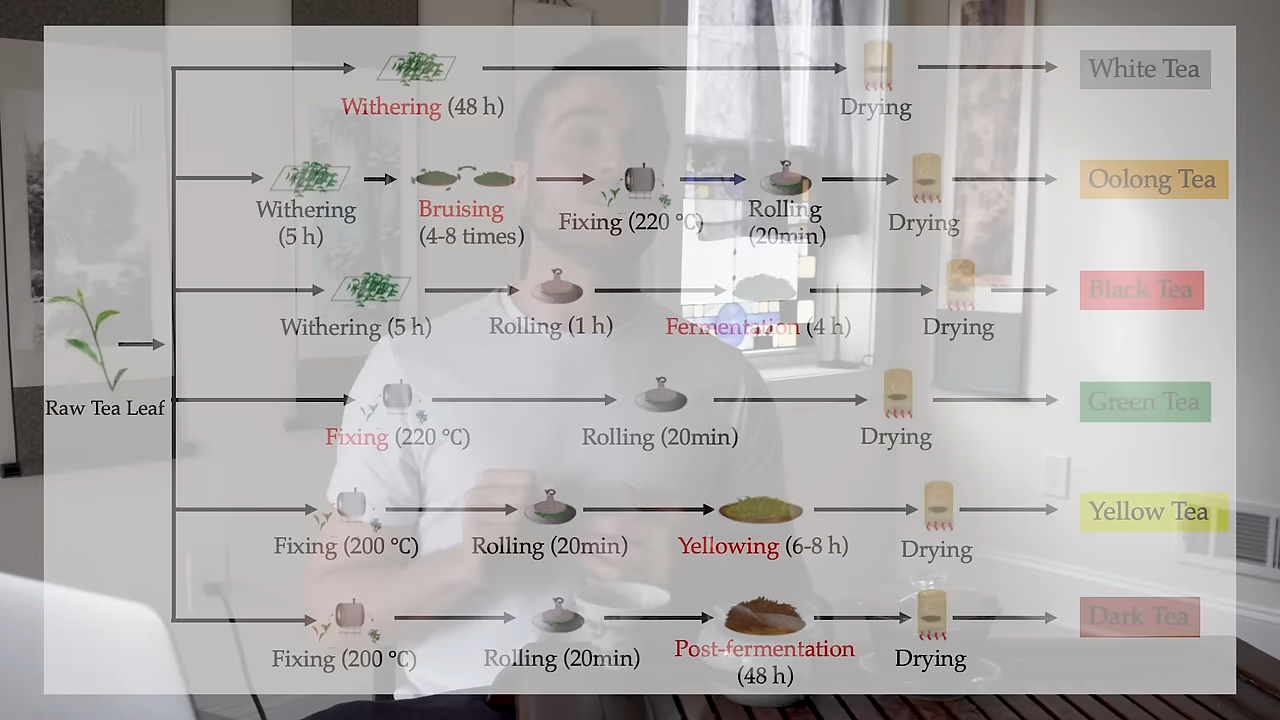 White Tea
Withering (48 h)
Drying
Oolong Tea
Withering
(5 h)
Bruising
(4-8 times)
Fixing (220 °C)
Rolling
(20min)
Drying
Black Tea
Withering (5 h)
Rolling (1 h)
Fermentation (4 h)
Drying
Raw Tea Leaf
Green Tea
Fixing (220 °C)
Rolling (20min)
Drying
Yellow Tea
Fixing (200 °C)
Rolling (20min)
Yellowing (6-8 h)
Drying
Dark Tea
Fixing (200 °C)
Rolling (20min)
Post-fermentation
(48 h)
Drying